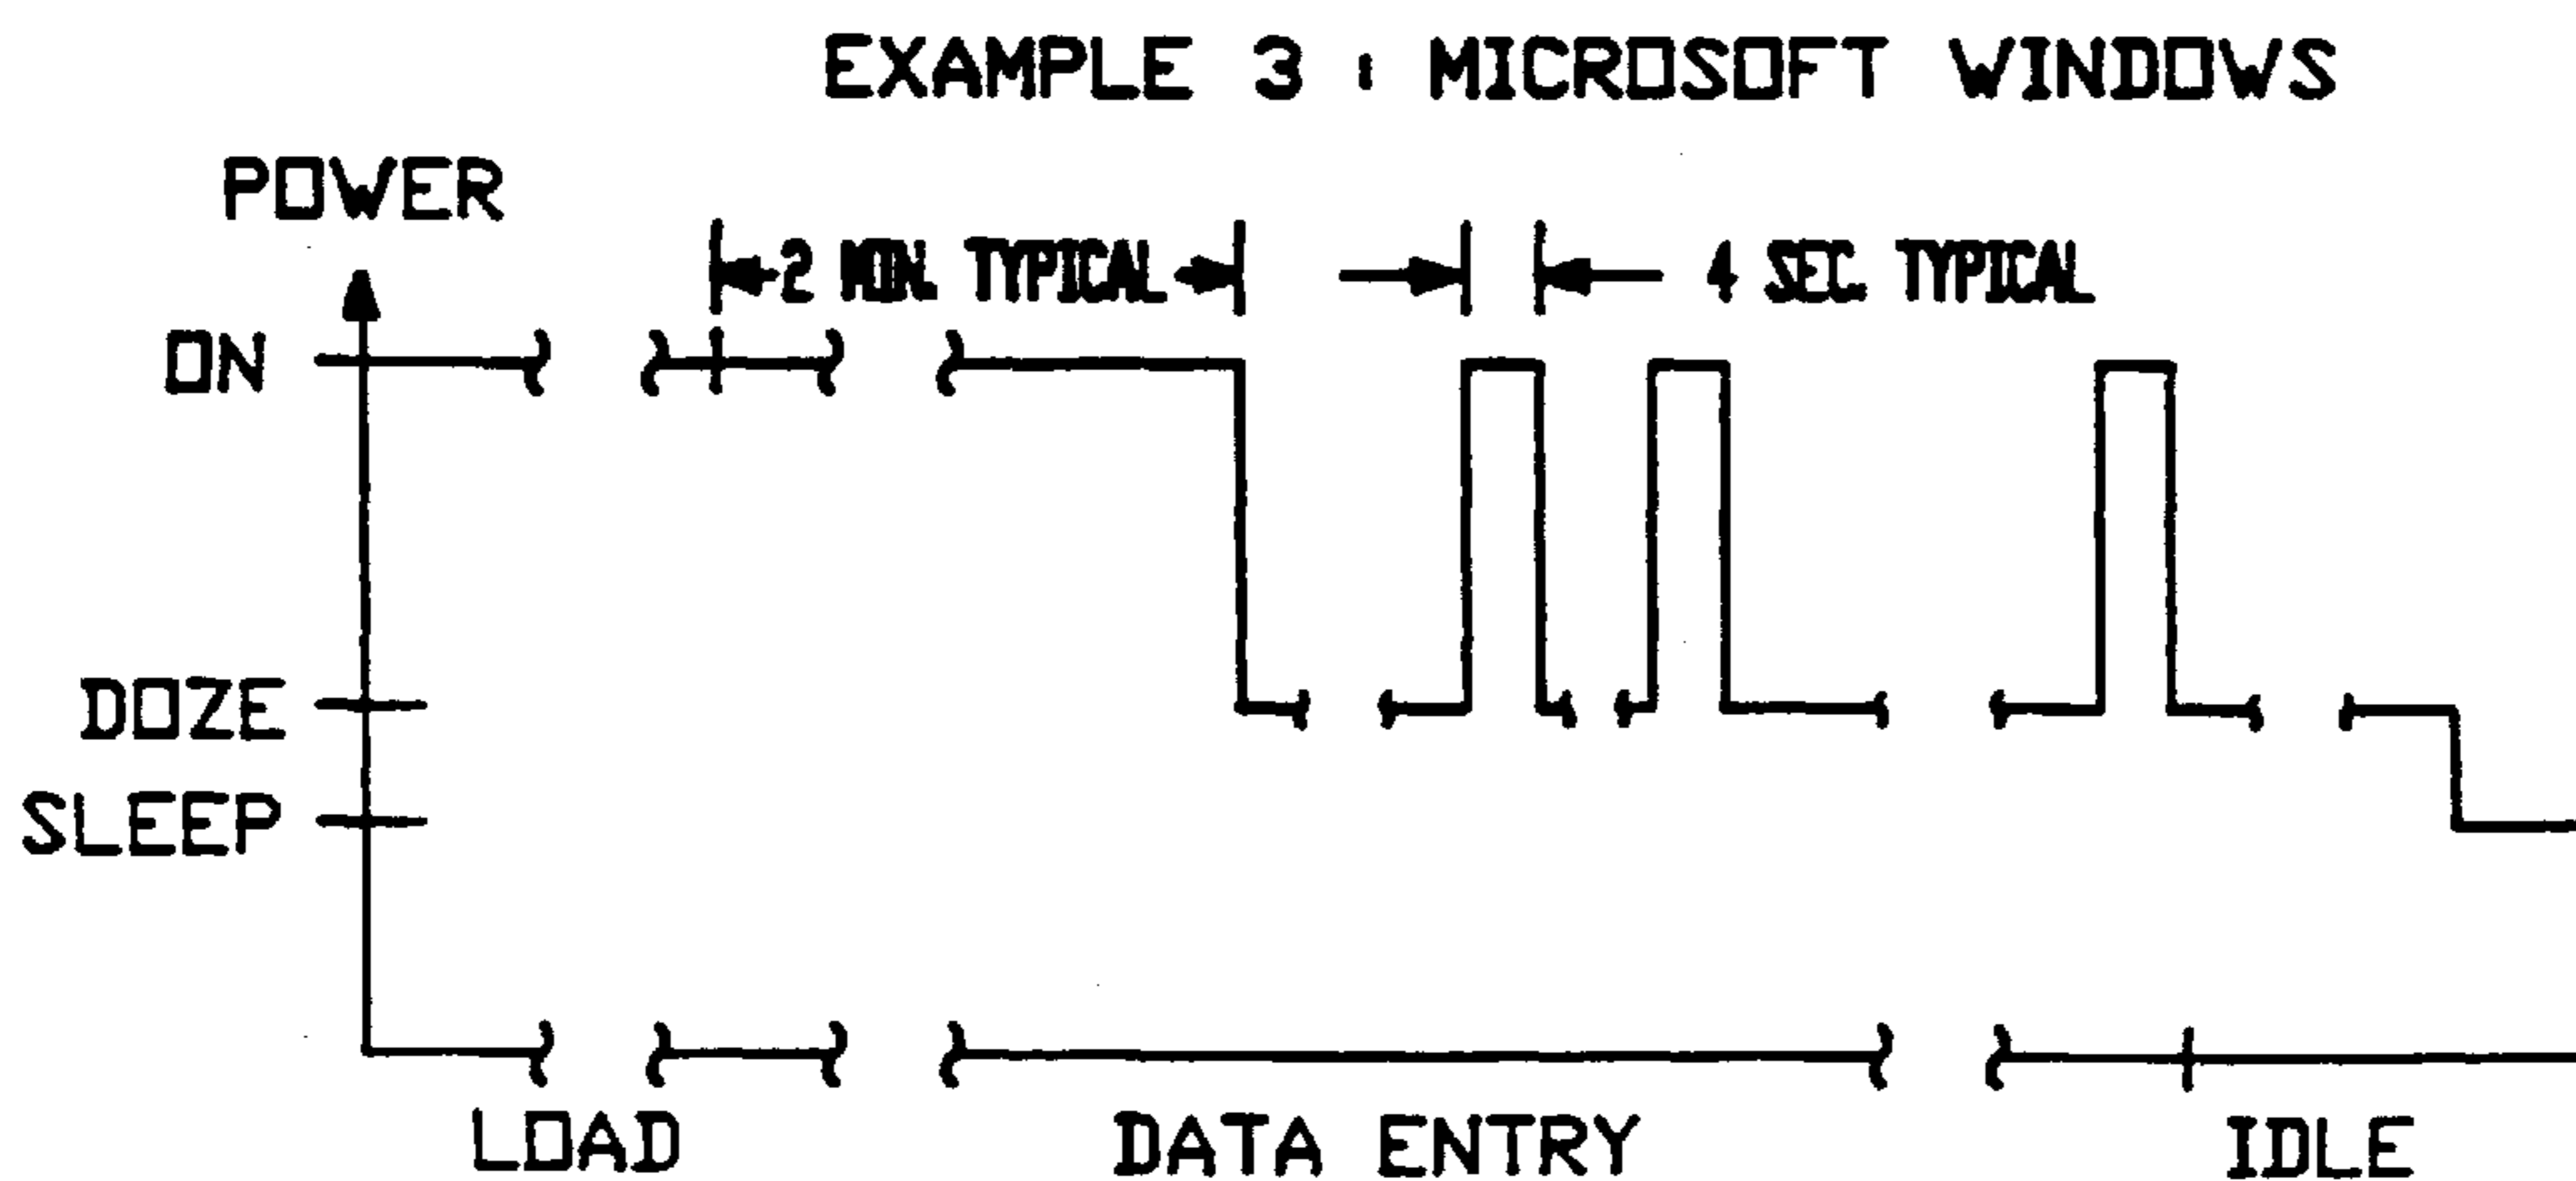 EXAMPLE 3 : MICROSOFT WINDOWS
POWER
2 MIN. TYPICAL
4 SEC. TYPICAL
ON
DOZE
SLEEP
LOAD
DATA ENTRY
IDLE